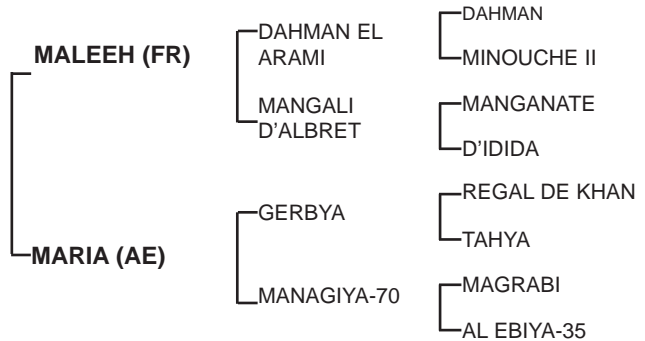 MALEEH (FR)
DAHMAN EL
ARAMI
DAHMAN
MINOUCHE II
MANGALI
D'ALBRET
MANGANATE
D'IDIDA
MARIA (AE)
GERBYA
REGAL DE KHAN
TAHYA
MANAGIYA-70
MAGRABI
AL EBIYA-35